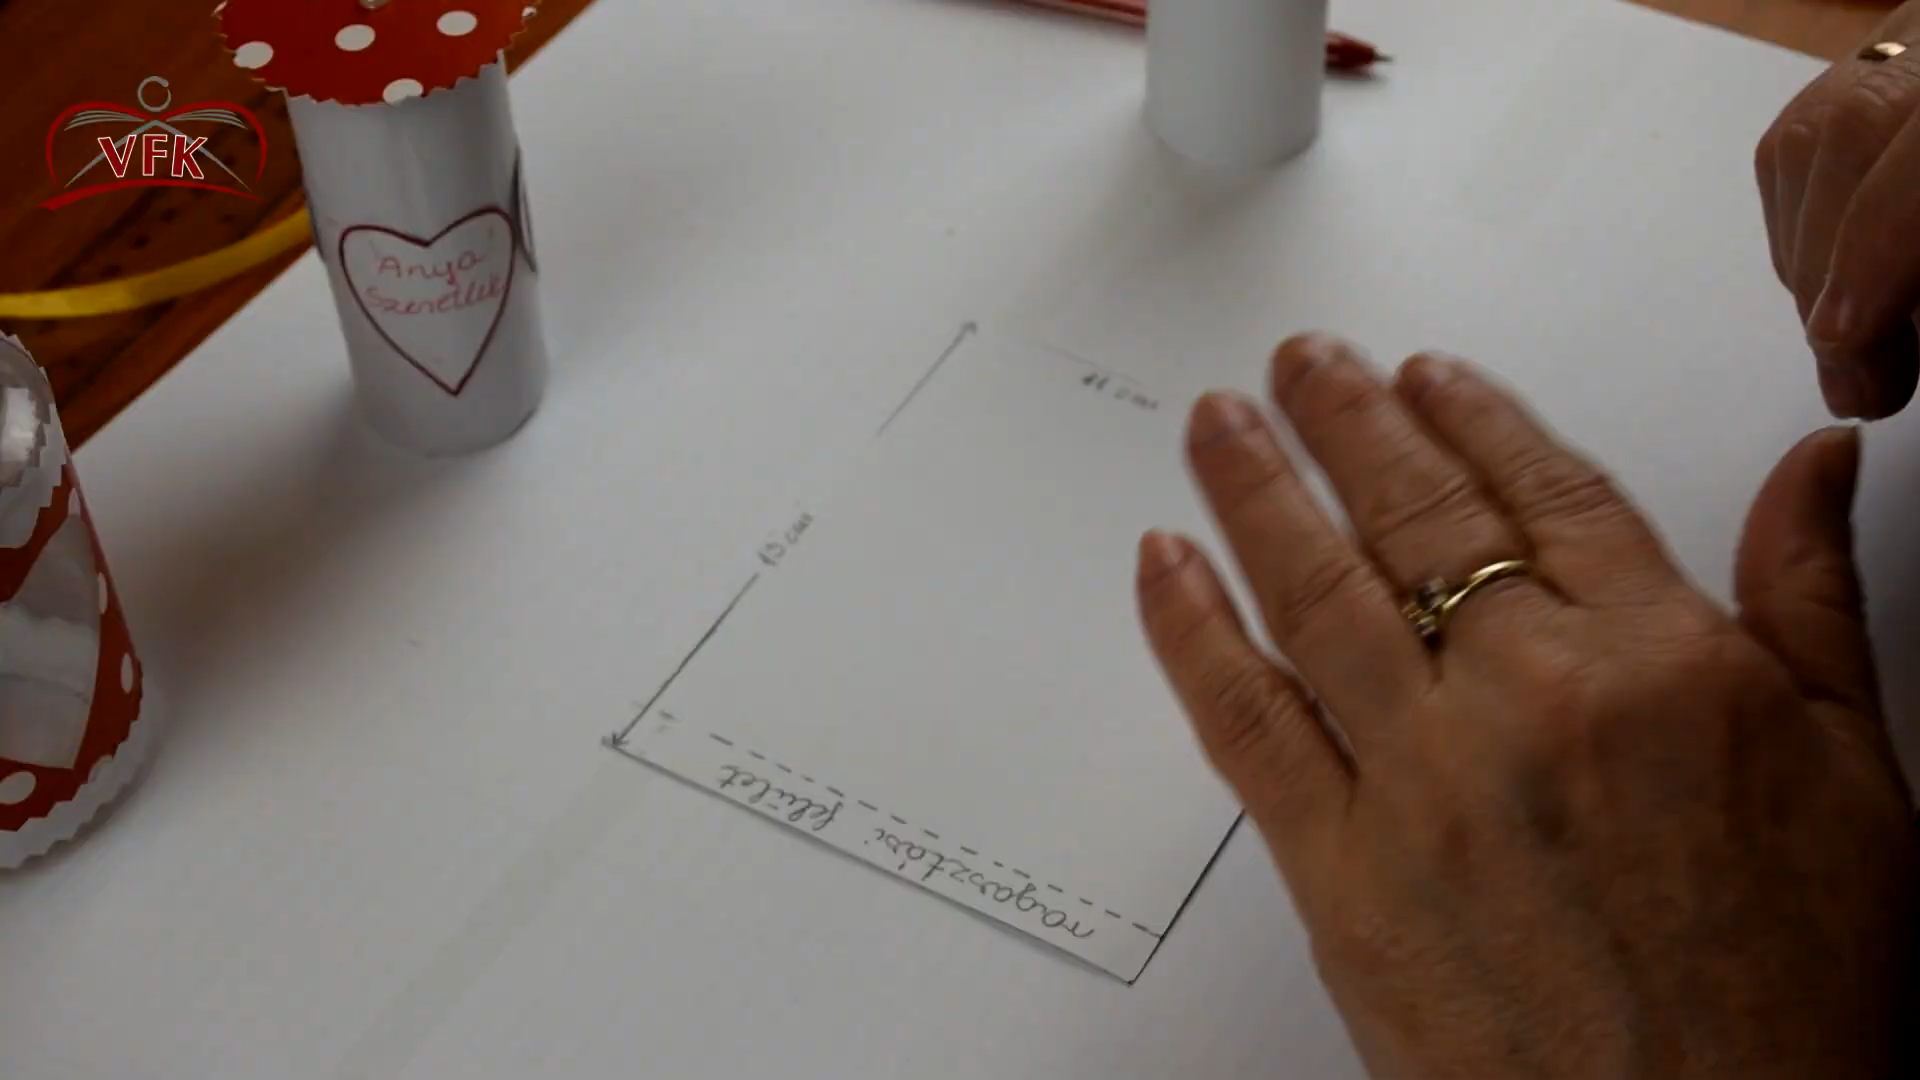 VFK
Anya
szeretlek
11 cm
15 cm
ragasztási felület